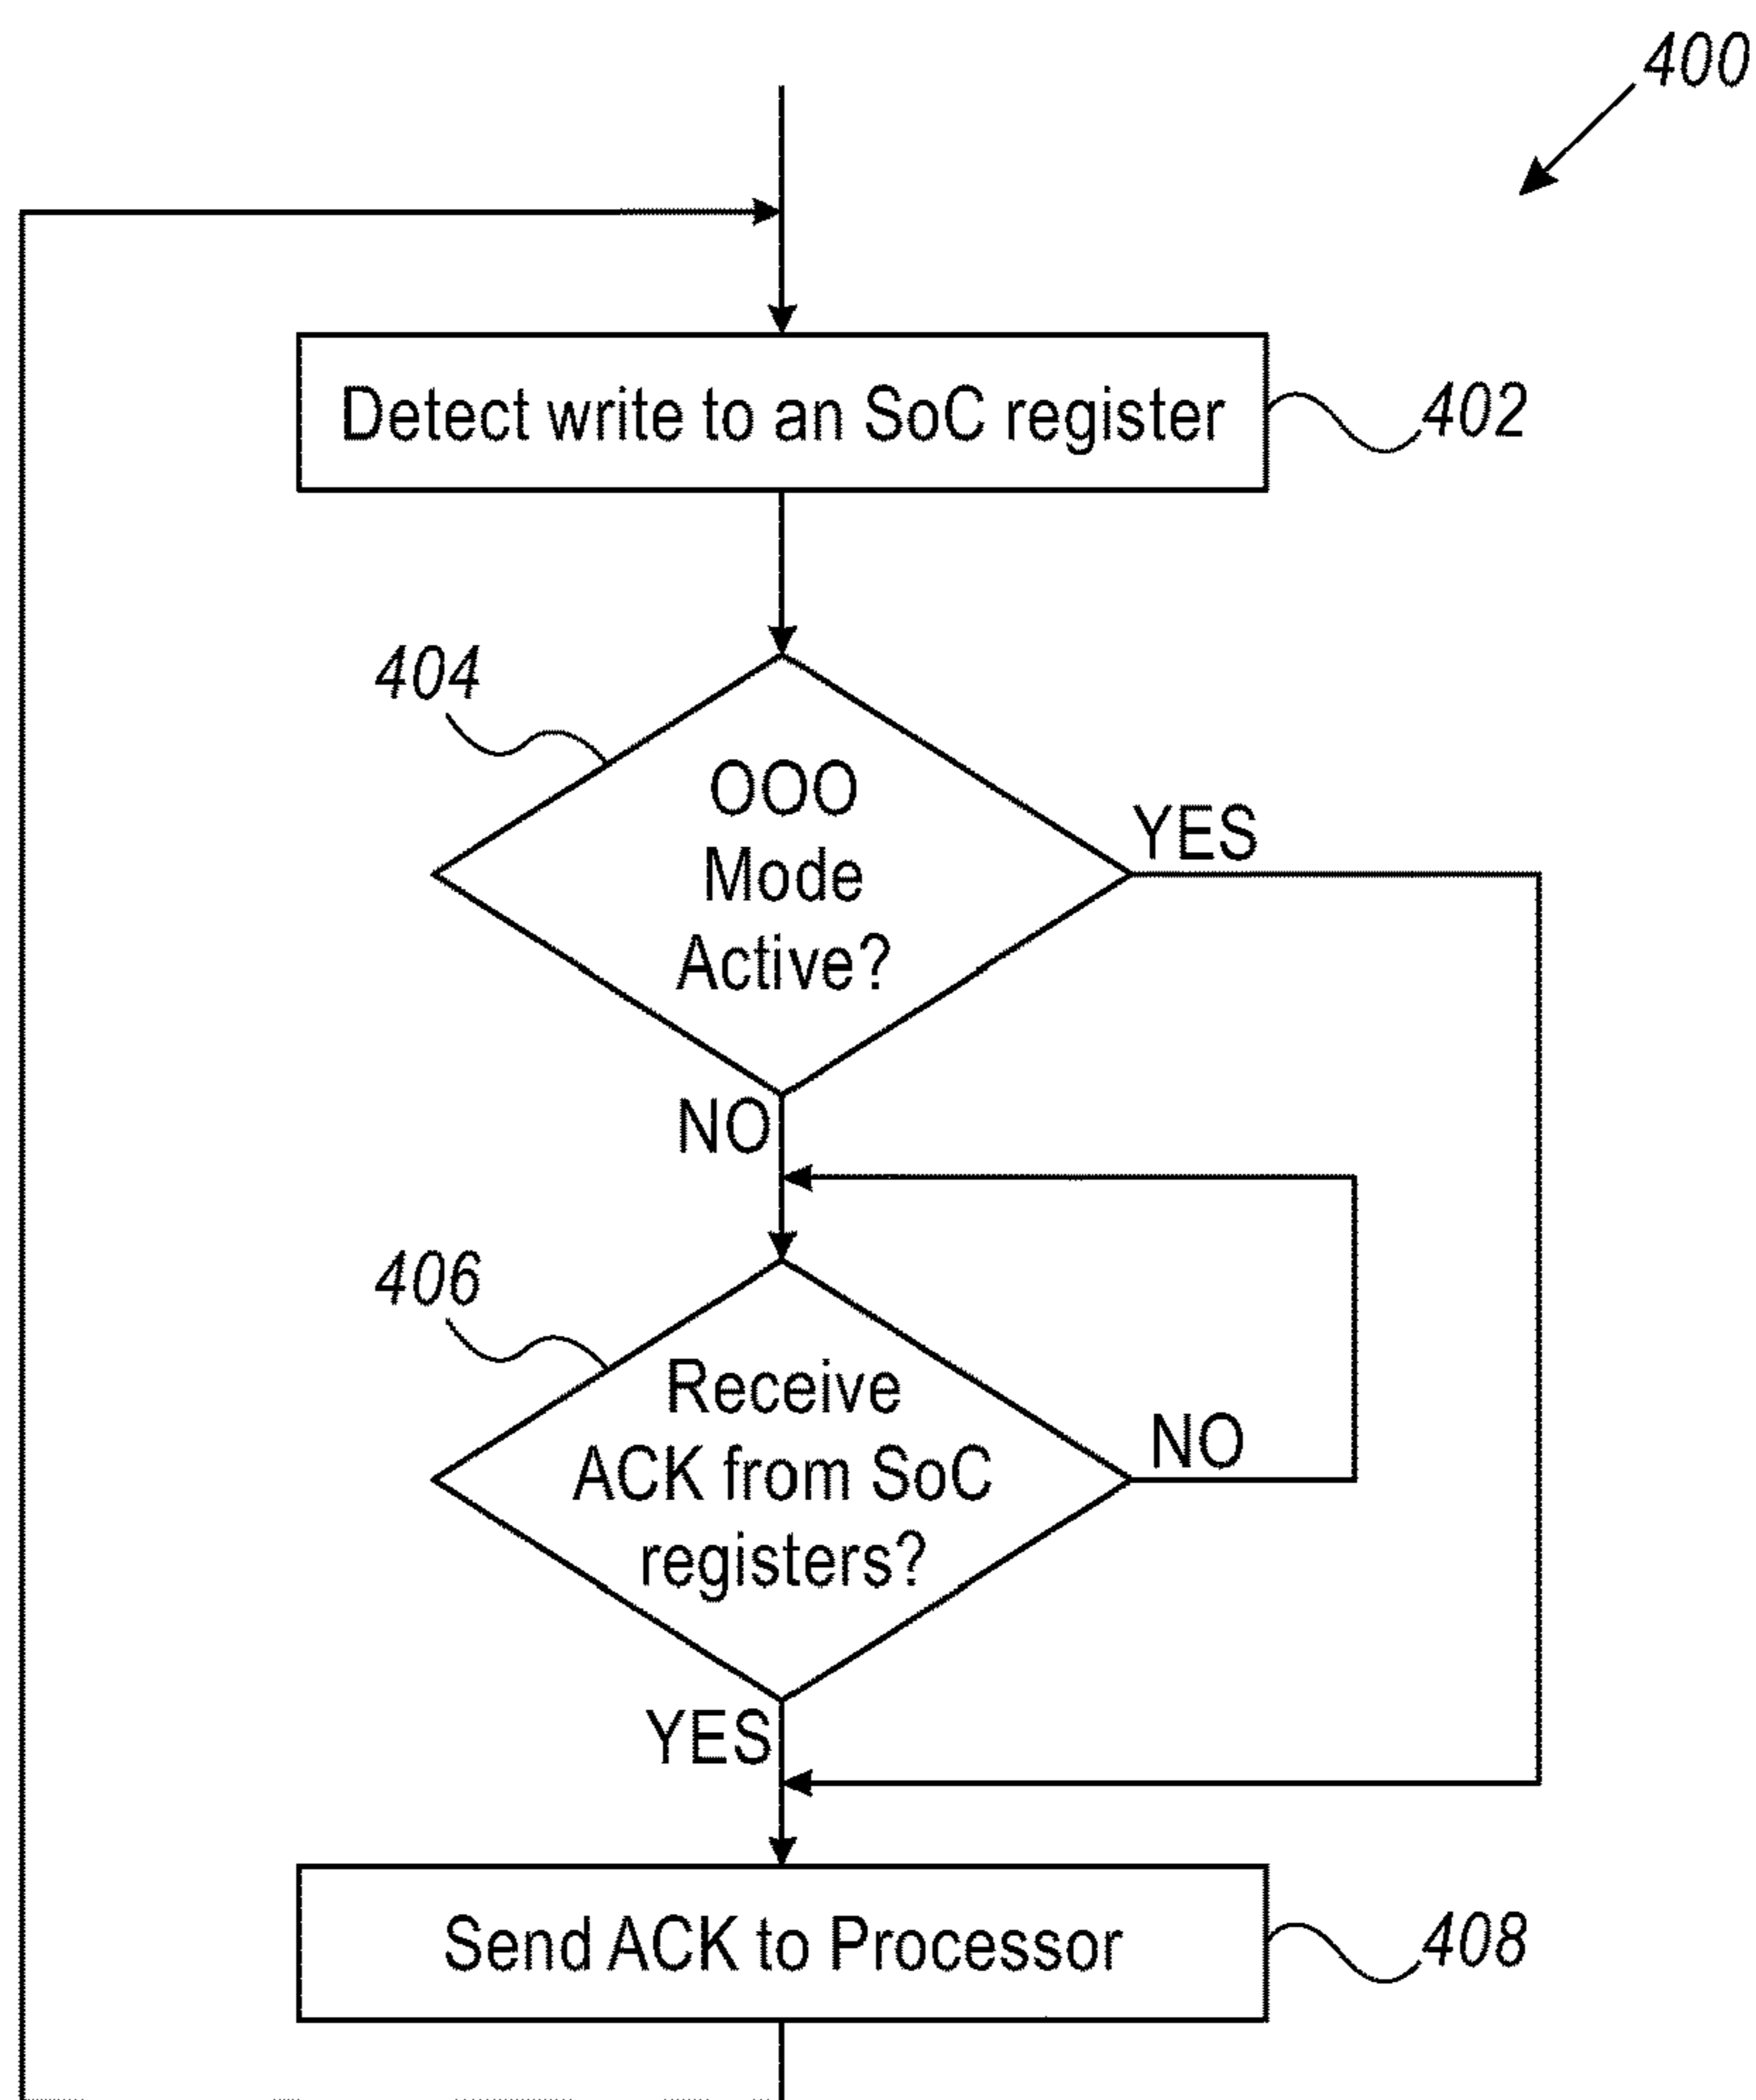 400
Detect write to an SoC register
402
404
OOO
Mode
Active?
YES
NO
406
Receive
ACK from SoC
registers?
NO
YES
Send ACK to Processor
408